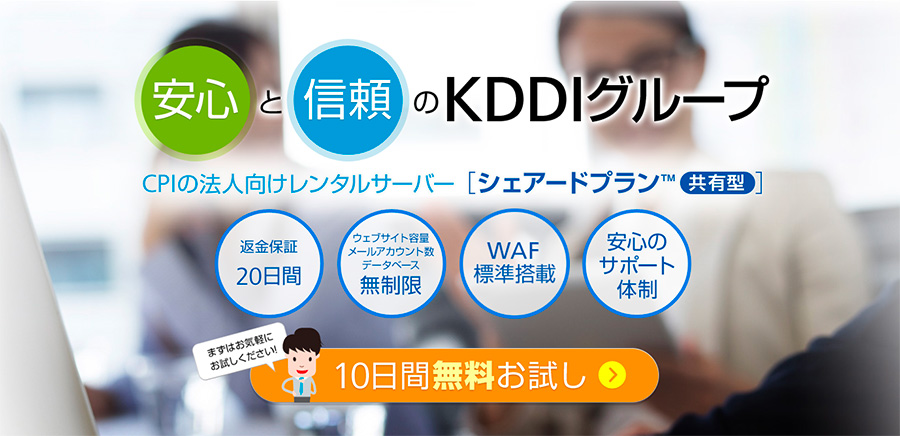 安心と信頼のKDDIグループ
CPIの法人向けレンタルサーバー [シェアードプラン™ 共有型]
返金保証
20日間
ウェブサイト容量
メールアカウント数
データベース
無制限
WAF
標準搭載
安心の
サポート
体制
まずはお気軽に
お試しください!
10日間無料お試し